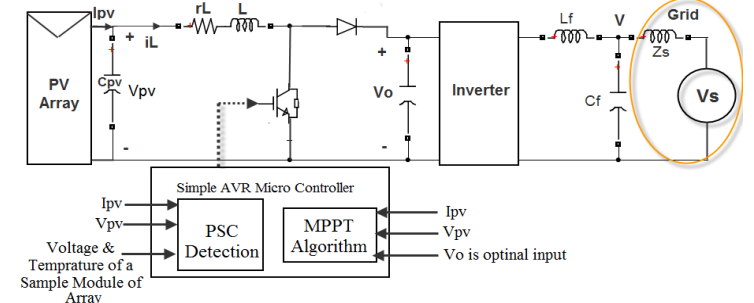 Ipv
rL
L
Lf
V
Grid
+
iL
PV
Array
Cpv
Vpv
-
+
Vo
-
Inverter
Cf
Zs
Vs
Simple AVR Micro Controller
Ipv
Vpv
Voltage &
Temprature of a
Sample Module of
Array
PSC
Detection
MPPT
Algorithm
Ipv
Vpv
Vo is optinal input